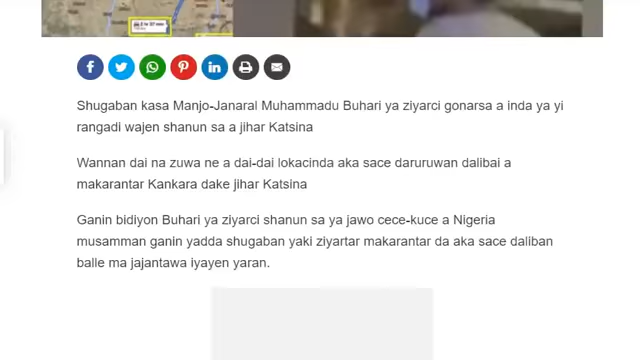 Shugaban kasa Manjo-Janaral Muhammadu Buhari ya ziyarci gonarsa a inda ya yi
rangadi wajen shanun sa a jihar Katsina
Wannan dai na zuwa ne a dai-dai lokacinda aka sace daruruwan dalibai a
makarantar Kankara dake jihar Katsina
Ganin bidiyon Buhari ya ziyarci shanun sa ya jawo cece-kuce a Nigeria
musamman ganin yadda shugaban yaki ziyartar makarantar da aka sace daliban
balle ma jajantawa iyayen yaran.